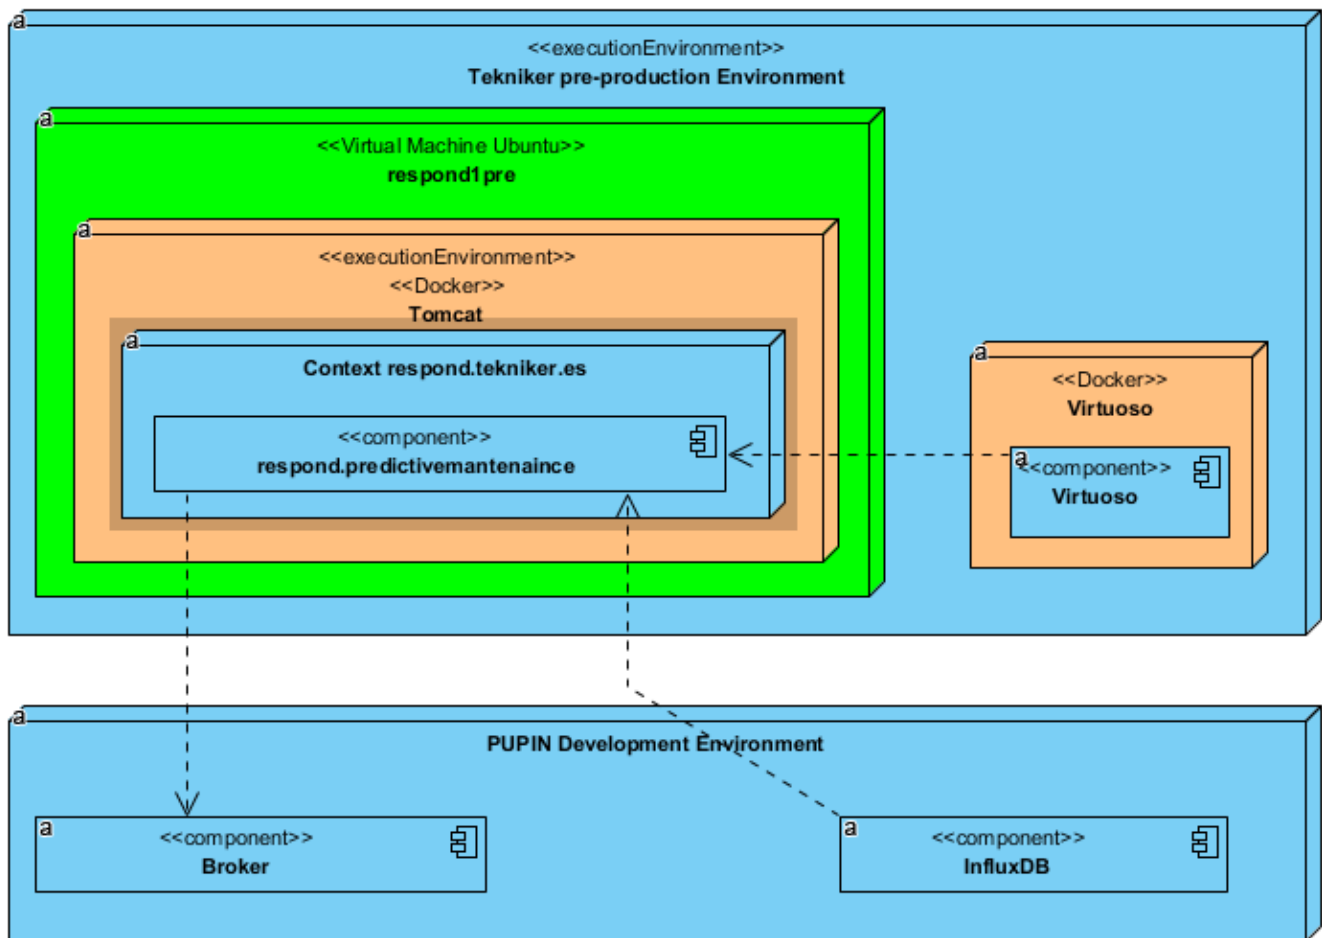 a
<<executionEnvironment>>
Tekniker pre-production Environment
a
<<Virtual Machine Ubuntu>>
respond1pre
a
<<executionEnvironment>>
<<Docker>>
Tomcat
a
Context respond.tekniker.es
<<component>>
respond.predictivemantenaince
a
<<Docker>>
Virtuoso
a
<<component>>
Virtuoso
a
PUPIN Development Environment
a
<<component>>
Broker
a
<<component>>
InfluxDB